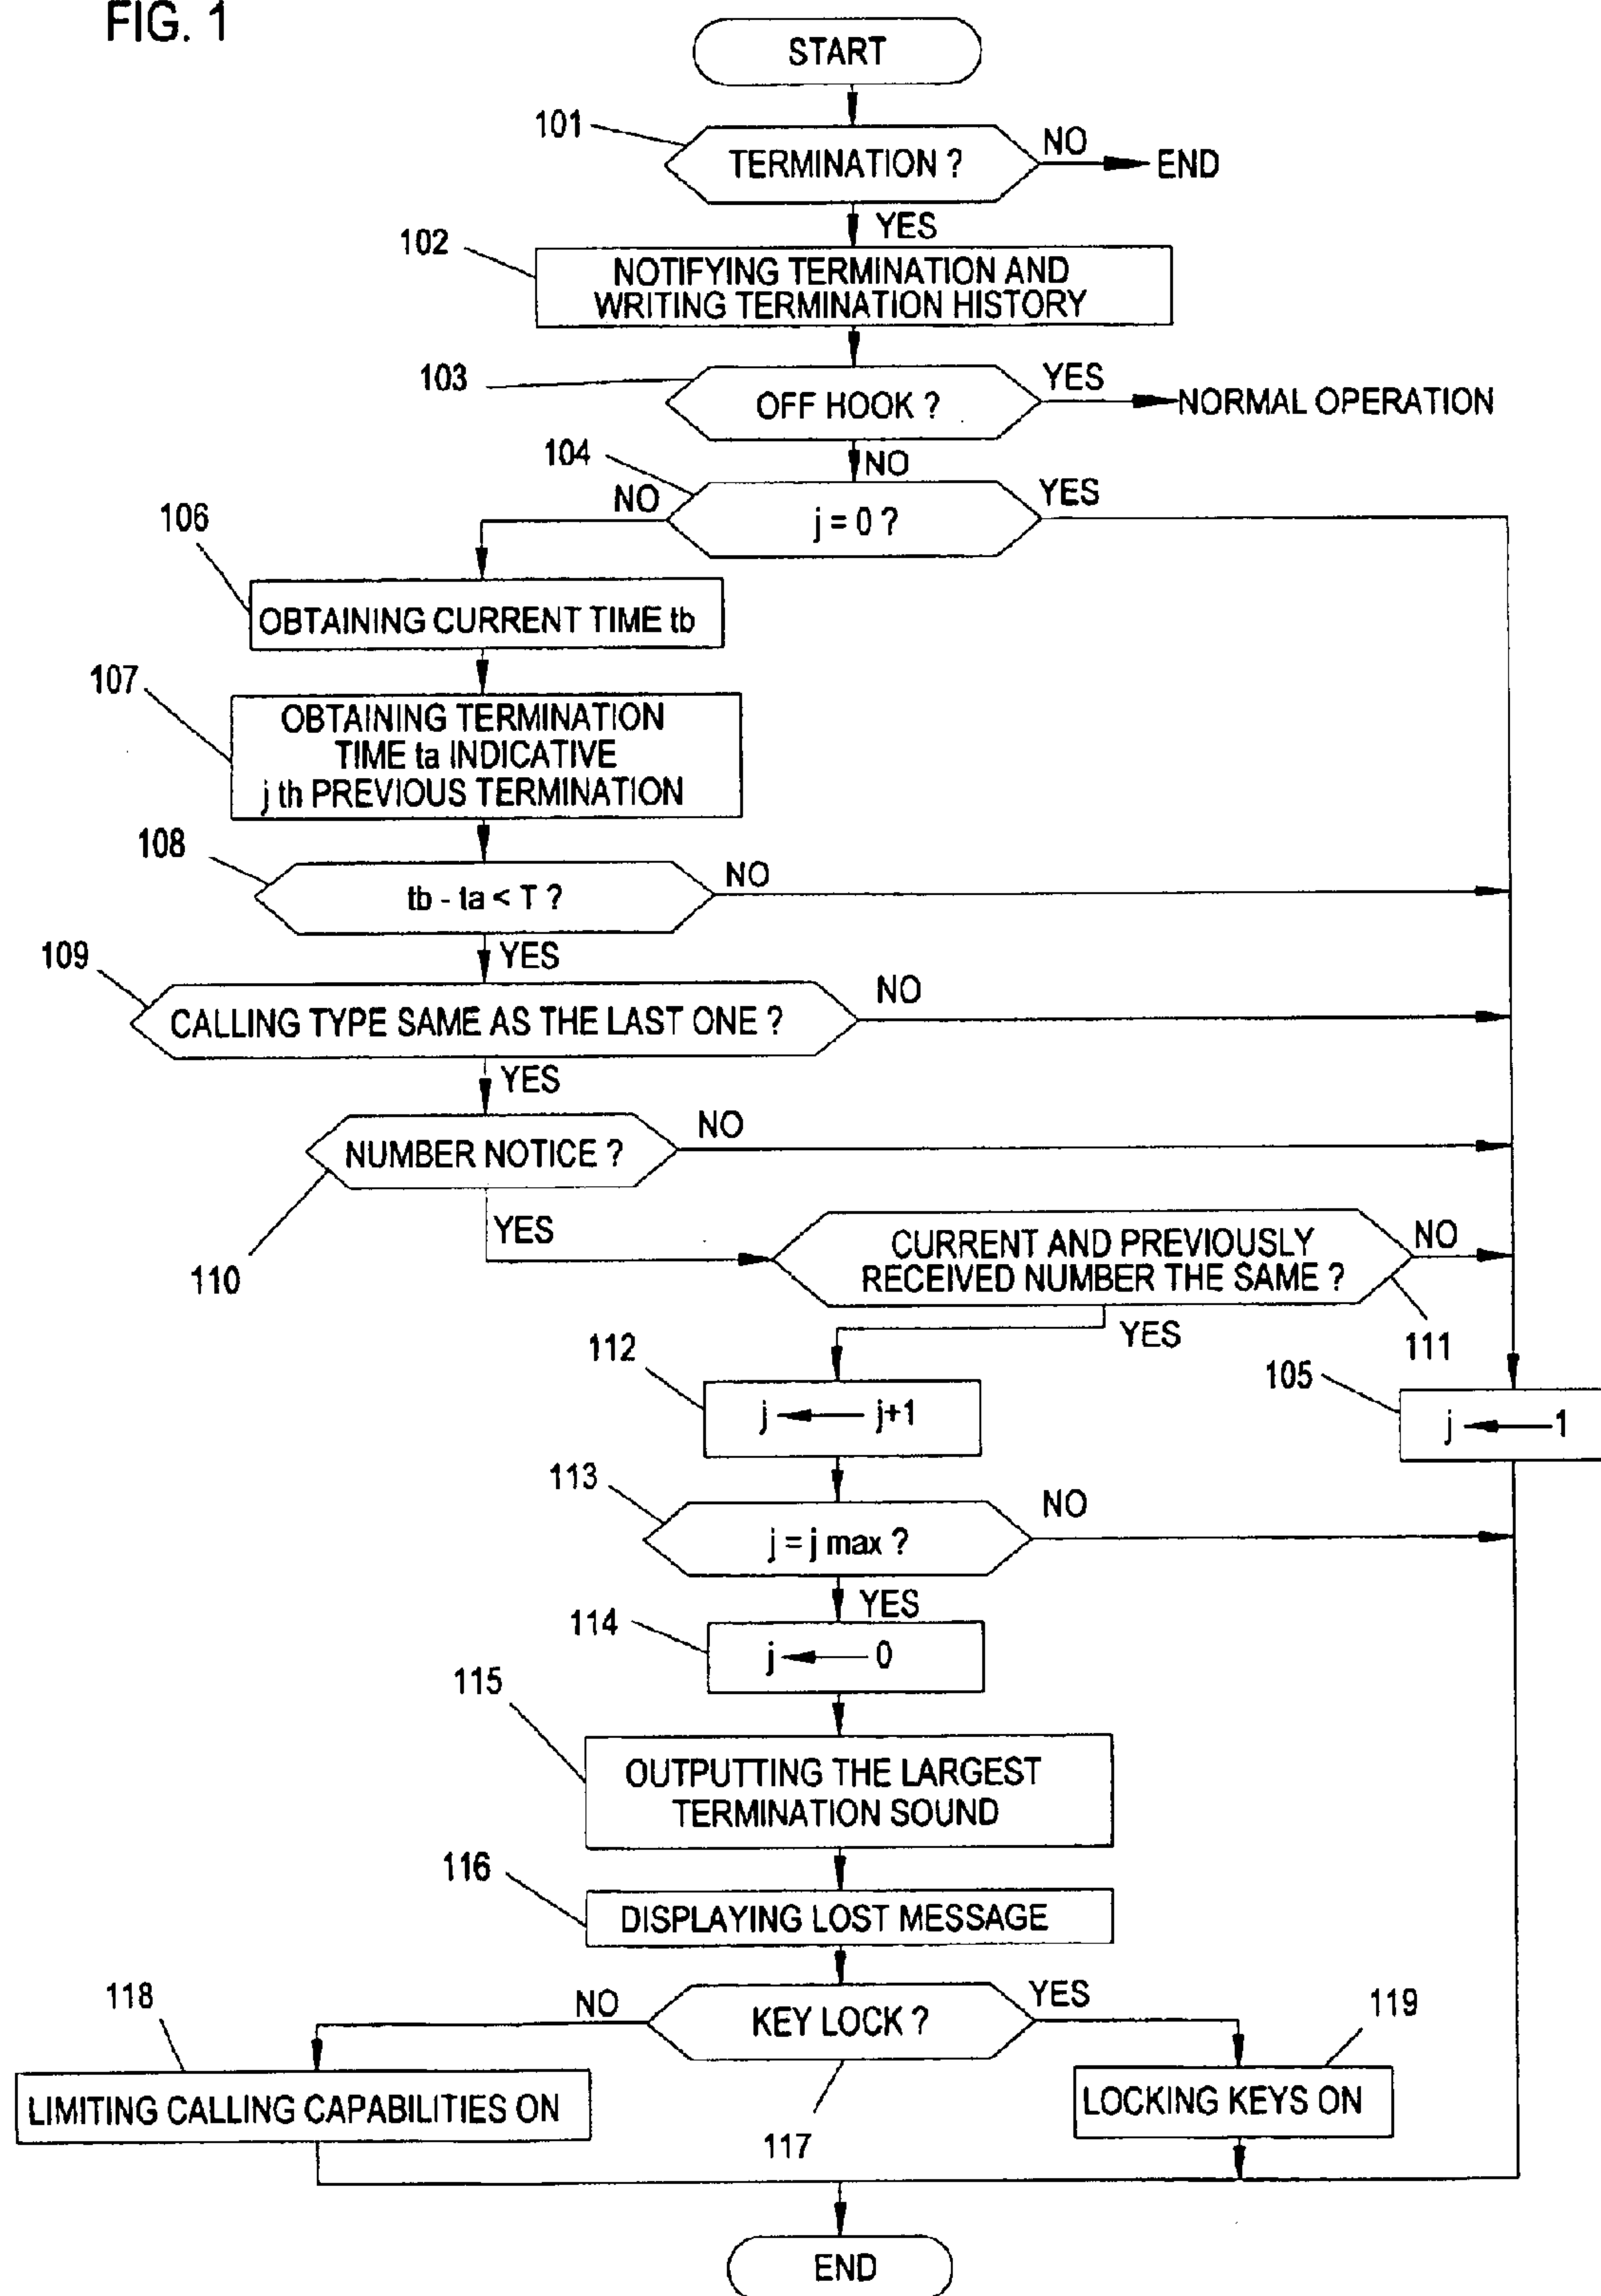 FIG. 1
START
101
TERMINATION ?
NO
END
YES
102
NOTIFYING TERMINATION AND
WRITING TERMINATION HISTORY
103
OFF HOOK ?
YES
NORMAL OPERATION
NO
104
NO
j = 0 ?
YES
106
OBTAINING CURRENT TIME tb
107
OBTAINING TERMINATION
TIME ta INDICATIVE
j th PREVIOUS TERMINATION
108
tb - ta < T ?
NO
YES
109
CALLING TYPE SAME AS THE LAST ONE ?
NO
YES
NUMBER NOTICE ?
NO
110
YES
CURRENT AND PREVIOUSLY
RECEIVED NUMBER THE SAME ?
NO
111
YES
112
j ← j+1
105
j ← 1
113
j = j max ?
NO
YES
114
j ← 0
115
OUTPUTTING THE LARGEST
TERMINATION SOUND
116
DISPLAYING LOST MESSAGE
118
NO
KEY LOCK ?
YES
119
LIMITING CALLING CAPABILITIES ON
117
LOCKING KEYS ON
END